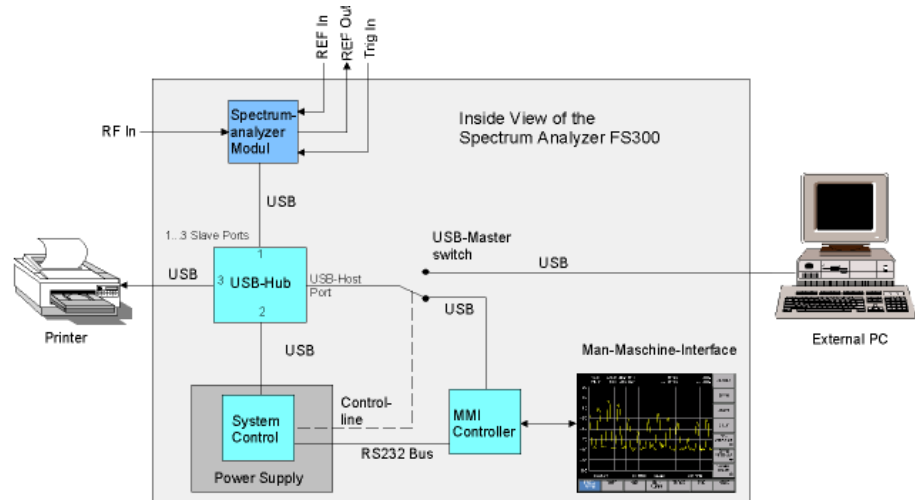 REF In
REF Out
Trig In
Inside View of the
Spectrum Analyzer FS300
Spectrum-
analyzer
Modul
RF In
USB
1...3 Slave Ports
USB-Master
switch
USB
USB
1
3
USB-Hub
2
USB-Host
Port
USB
Printer
External PC
USB
Man-Maschine-Interface
Control-
line
System
Control
MMI
Controller
RS232 Bus
Power Supply